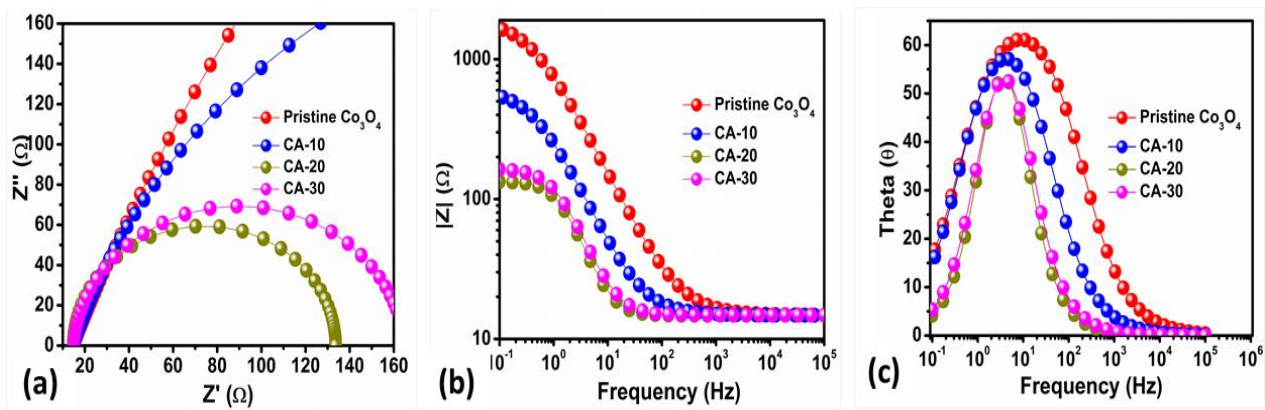 160
140
120
100
80
60
40
20
0
Z'' (Ω)
Pristine Co₃O₄
CA-10
CA-20
CA-30
20 40 60 80 100 120 140 160
Z' (Ω)
(a)
1000
100
10
|Z| (Ω)
Pristine Co₃O₄
CA-10
CA-20
CA-30
10⁻¹ 10⁰ 10¹ 10² 10³ 10⁴ 10⁵
Frequency (Hz)
(b)
60
50
40
30
20
10
0
Theta (θ)
Pristine Co₃O₄
CA-10
CA-20
CA-30
10⁻¹ 10⁰ 10¹ 10² 10³ 10⁴ 10⁵ 10⁶
Frequency (Hz)
(c)